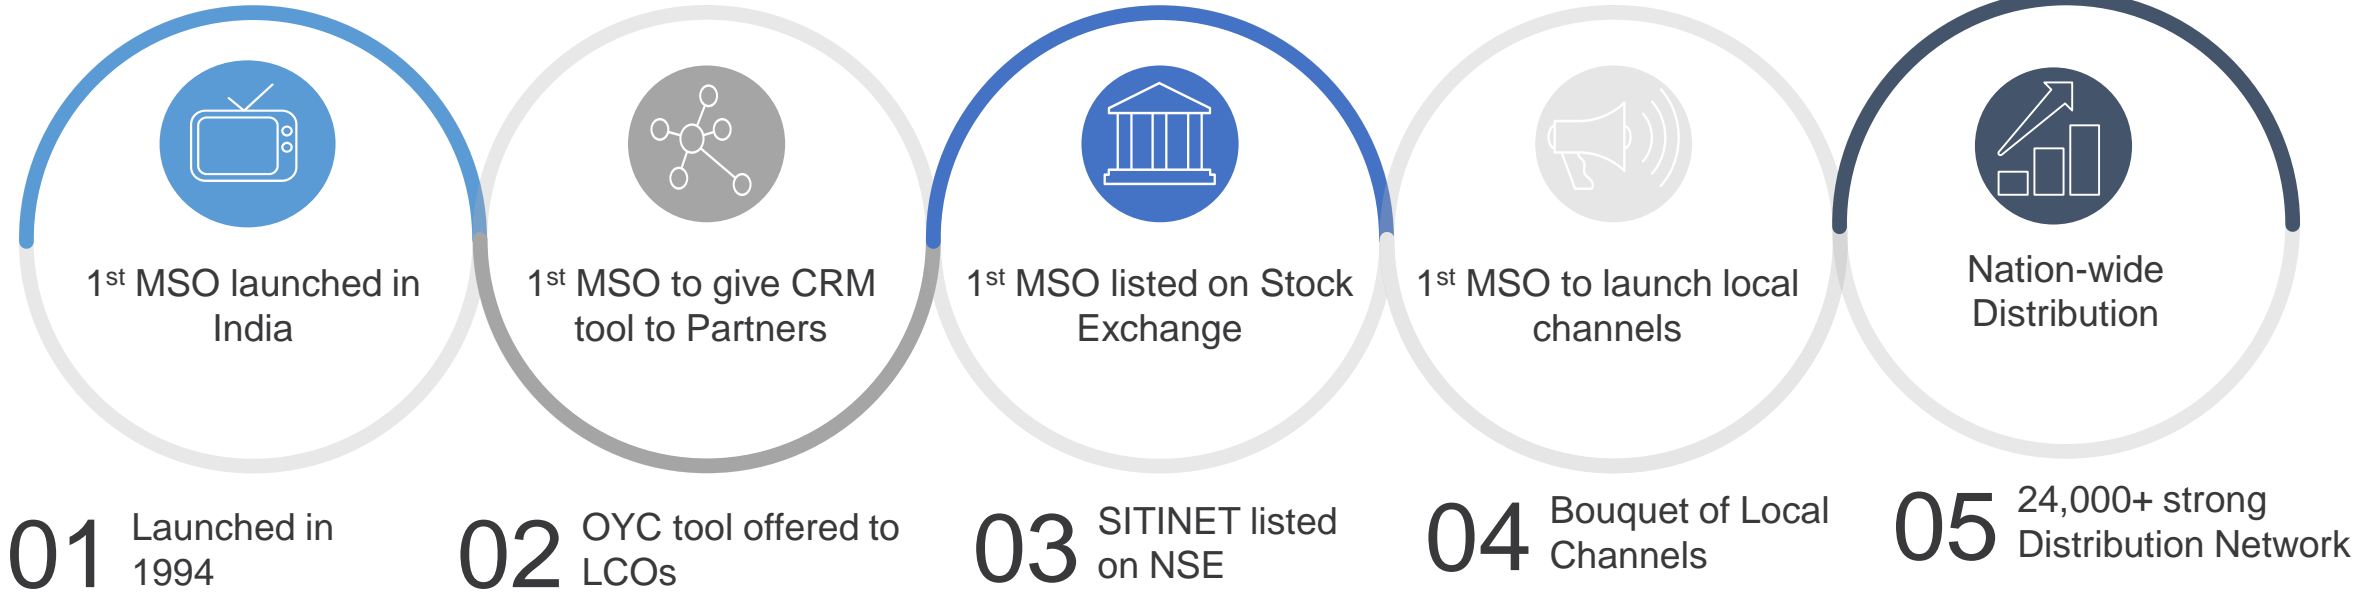 1st MSO launched in
India
1st MSO to give CRM
tool to Partners
1st MSO listed on Stock
Exchange
1st MSO to launch local
channels
Nation-wide
Distribution
01
Launched in
1994
02
OYC tool offered to
LCOs
03
SITINET listed
on NSE
04
Bouquet of Local
Channels
05
24,000+ strong
Distribution Network